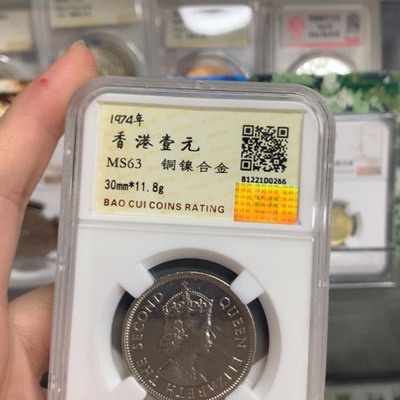 1974年
香港壹元
MS63 铜镍合金
30mm*11.8g
8122100266
BAO CUI COINS RATING
QUEEN ELIZABETH THE SECOND